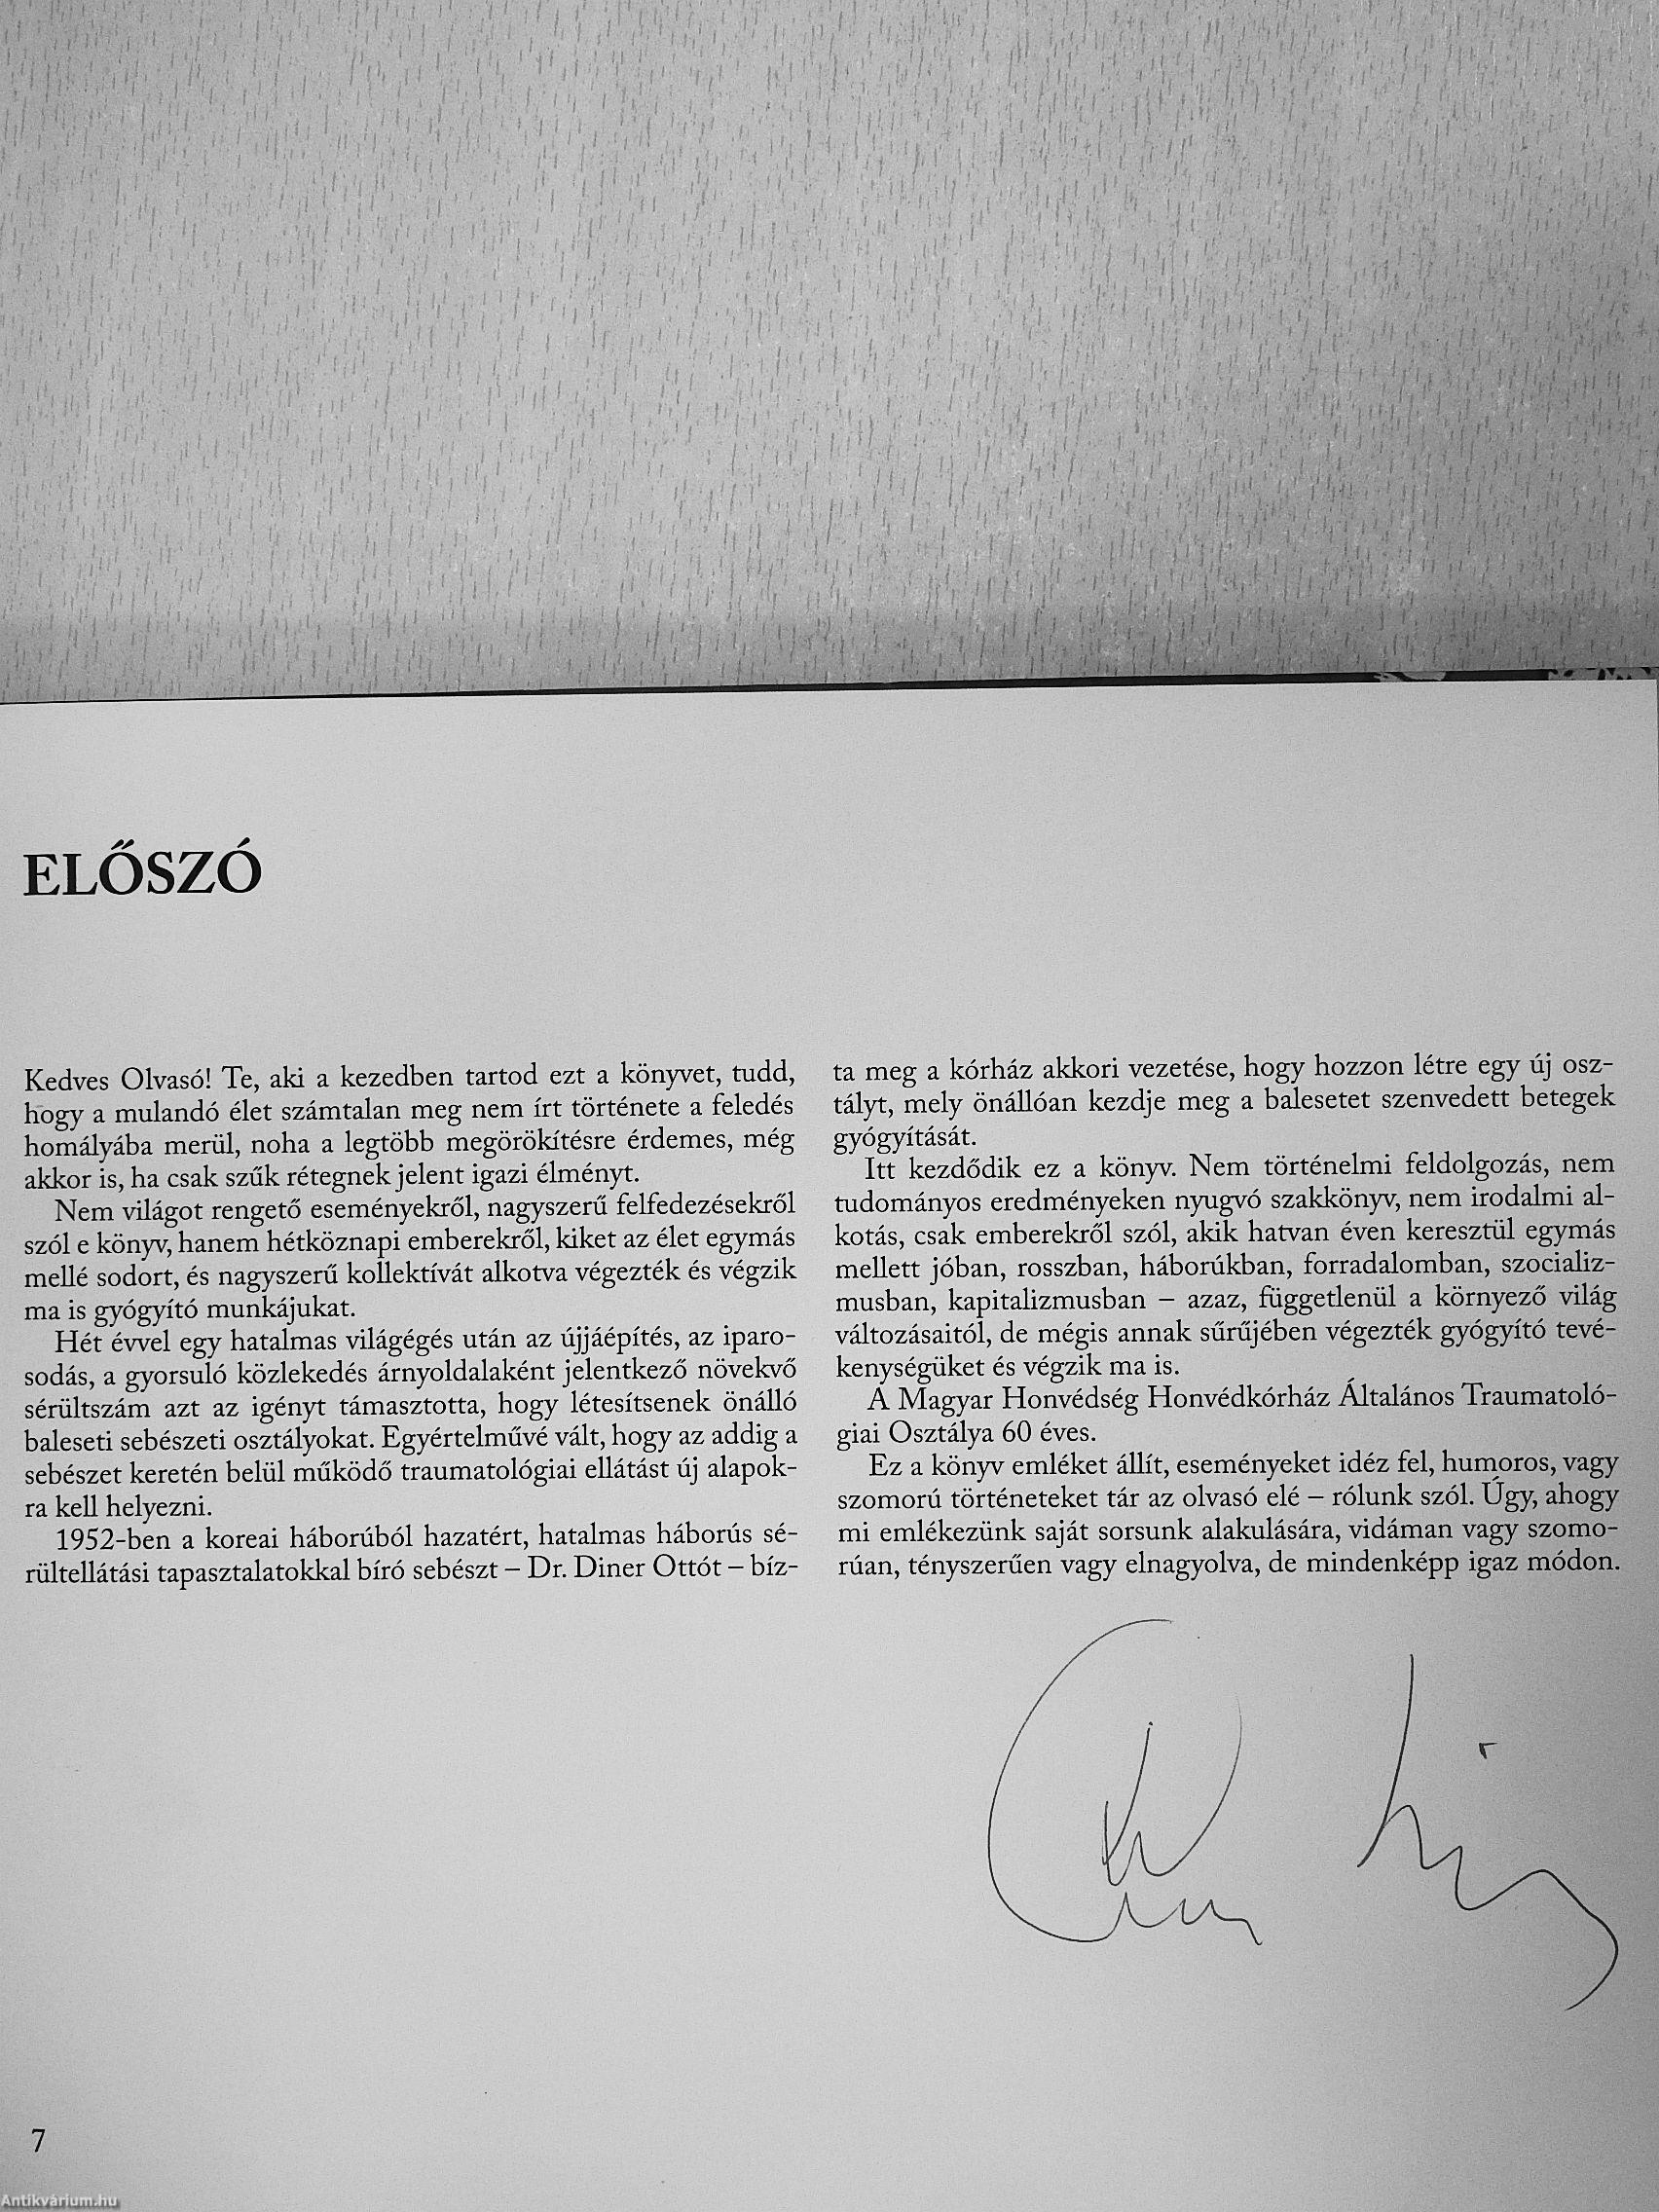 ELŐSZÓ
Kedves Olvasó! Te, aki a kezedben tartod ezt a könyvet, tudd,
hogy a mulandó élet számtalan meg nem írt története a feledés
homályába merül, noha a legtöbb megörökítésre érdemes, még
akkor is, ha csak szűk rétegnek jelent igazi élményt.
Nem világot rengető eseményekről, nagyszerű felfedezésekről
szól e könyv, hanem hétköznapi emberekről, kiket az élet egymás
mellé sodort, és nagyszerű kollektívát alkotva végezték és végzik
ma is gyógyító munkájukat.
Hét évvel egy hatalmas világégés után az újjáépítés, az iparo-
sodás, a gyorsuló közlekedés árnyoldalaként jelentkező növekvő
sérültszám azt az igényt támasztotta, hogy létesítsenek önálló
baleseti sebészeti osztályokat. Egyértelművé vált, hogy az addig a
sebészet keretén belül működő traumatológiai ellátást új alapok-
ra kell helyezni.
1952-ben a koreai háborúból hazatért, hatalmas háborús sé-
rültellátási tapasztalatokkal bíró sebészt – Dr. Diner Ottót – bíz-
ta meg a kórház akkori vezetése, hogy hozzon létre egy új osz-
tályt, mely önállóan kezdje meg a balesetet szenvedett betegek
gyógyítását.
Itt kezdődik ez a könyv. Nem történelmi feldolgozás, nem
tudományos eredményeken nyugvó szakkönyv, nem irodalmi al-
kotás, csak emberekről szól, akik hatvan éven keresztül egymás
mellett jóban, rosszban, háborúkban, forradalomban, szocializ-
musban, kapitalizmusban – azaz, függetlenül a környező világ
változásaitól, de mégis annak sűrűjében végezték gyógyító tevé-
kenységüket és végzik ma is.
A Magyar Honvédség Honvédkórház Általános Traumatoló-
giai Osztálya 60 éves.
Ez a könyv emléket állít, eseményeket idéz fel, humoros, vagy
szomorú történeteket tár az olvasó elé – rólunk szól. Úgy, ahogy
mi emlékezünk saját sorsunk alakulására, vidáman vagy szomo-
rúan, tényszerűen vagy elnagyolva, de mindenképp igaz módon.
7
Antikvárium.hu